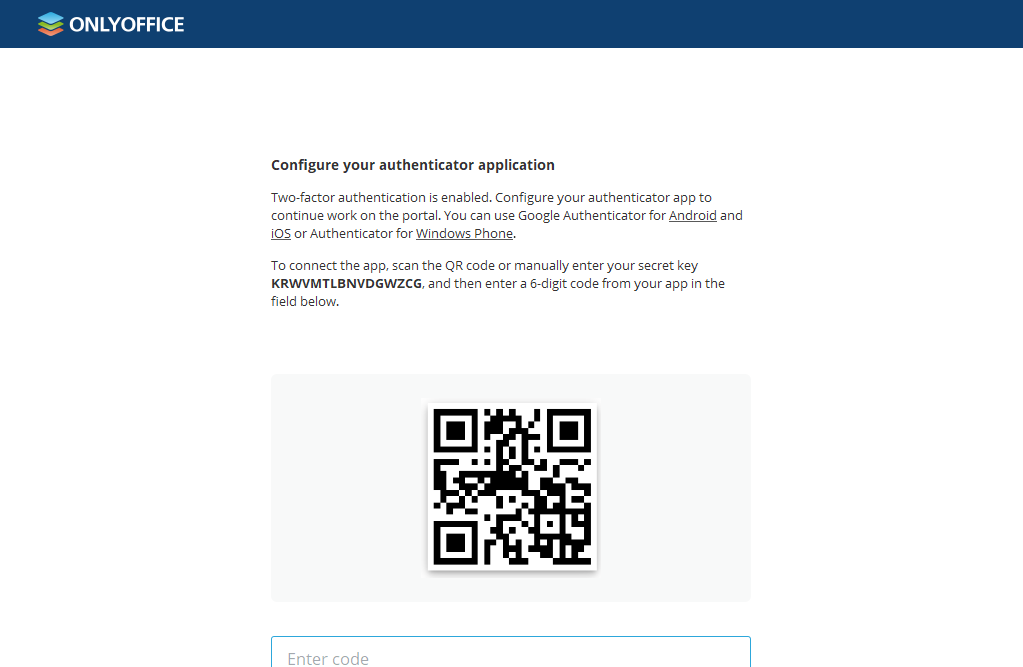 ONLYOFFICE
Configure your authenticator application
Two-factor authentication is enabled. Configure your authenticator app to
continue work on the portal. You can use Google Authenticator for Android and
iOS or Authenticator for Windows Phone.
To connect the app, scan the QR code or manually enter your secret key
KRWVMTLBNVDGWZCG, and then enter a 6-digit code from your app in the
field below.
Enter code